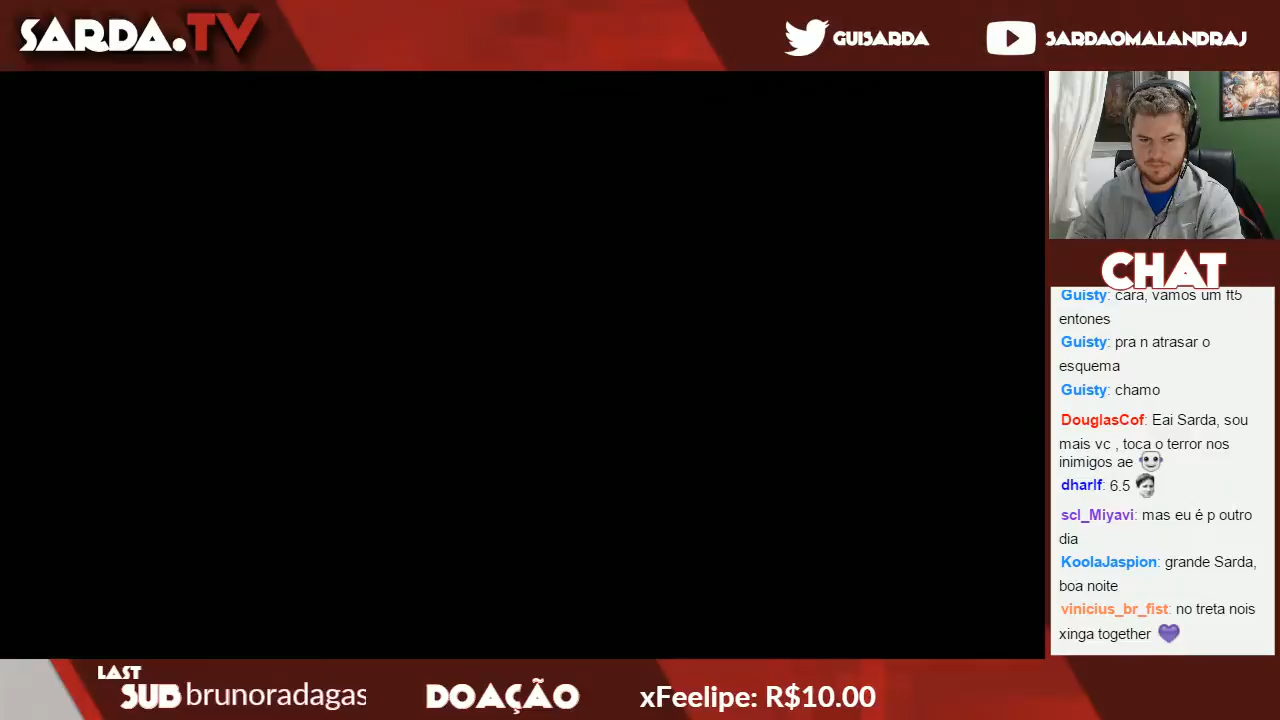 SARDA.TV
GUISARDA
SARDAOMALANDRAJ
CHAT
Guisty: cara, vamos um ft5
entones
Guisty: pra n atrasar o
esquema
Guisty: chamo
DouglasCof: Eai Sarda, sou
mais vc , toca o terror nos
inimigos ae
dharlf: 6.5
scl_Miyavi: mas eu é p outro
dia
KoolaJaspion: grande Sarda,
boa noite
vinicius_br_fist: no treta nois
xinga together
LAST
SUB brunoradagas
DOAÇÃO
xFeelipe: R$10.00